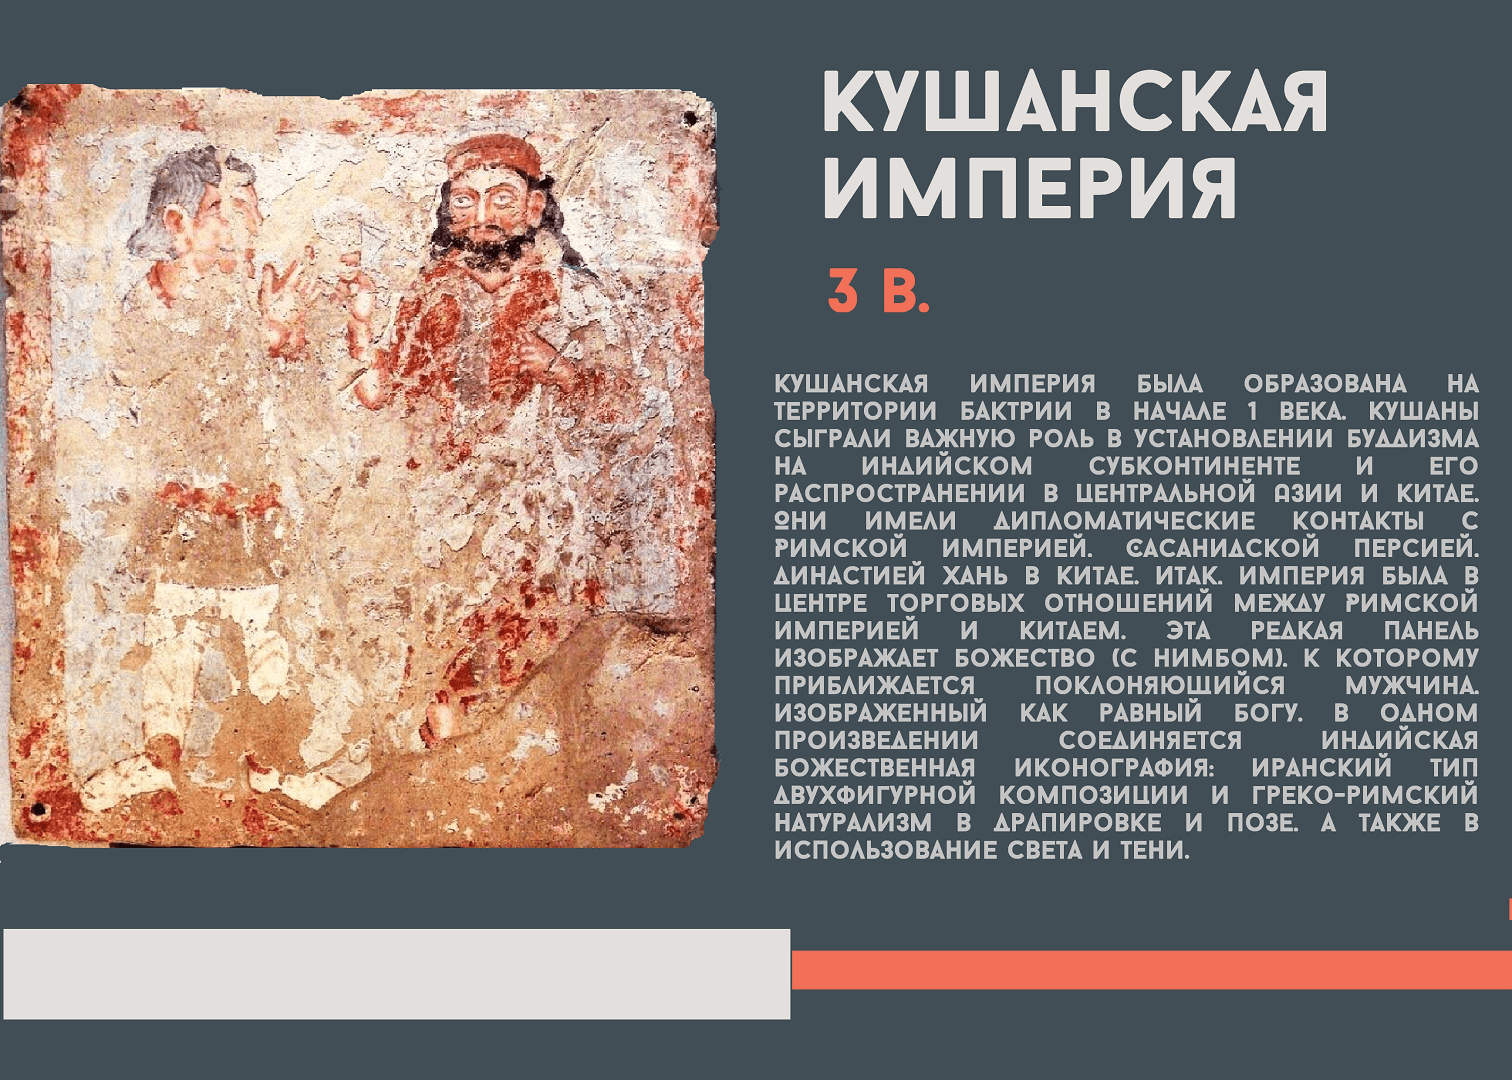 КУШАНСКАЯ
ИМПЕРИЯ
3 В.
КУШАНСКАЯ ИМПЕРИЯ БЫЛА ОБРАЗОВАНА НА
ТЕРРИТОРИИ БАКТРИИ В НАЧАЛЕ 1 ВЕКА. КУШАНЫ
СЫГРАЛИ ВАЖНУЮ РОЛЬ В УСТАНОВЛЕНИИ БУДДИЗМА
НА ИНДИЙСКОМ СУБКОНТИНЕНТЕ И ЕГО
РАСПРОСТРАНЕНИИ В ЦЕНТРАЛЬНОЙ АЗИИ И КИТАЕ.
ОНИ ИМЕЛИ ДИПЛОМАТИЧЕСКИЕ КОНТАКТЫ С
РИМСКОЙ ИМПЕРИЕЙ. САСАНИДСКОЙ ПЕРСИЕЙ.
ДИНАСТИЕЙ ХАНЬ В КИТАЕ. ИТАК. ИМПЕРИЯ БЫЛА В
ЦЕНТРЕ ТОРГОВЫХ ОТНОШЕНИЙ МЕЖДУ РИМСКОЙ
ИМПЕРИЕЙ И КИТАЕМ. ЭТА РЕДКАЯ ПАНЕЛЬ
ИЗОБРАЖАЕТ БОЖЕСТВО (С НИМБОМ). К КОТОРОМУ
ПРИБЛИЖАЕТСЯ ПОКЛОНЯЮЩИЙСЯ МУЖЧИНА.
ИЗОБРАЖЕННЫЙ КАК РАВНЫЙ БОГУ. В ОДНОМ
ПРОИЗВЕДЕНИИ СОЕДИНЯЕТСЯ ИНДИЙСКАЯ
БОЖЕСТВЕННАЯ ИКОНОГРАФИЯ: ИРАНСКИЙ ТИП
ДВУХФИГУРНОЙ КОМПОЗИЦИИ И ГРЕКО-РИМСКИЙ
НАТУРАЛИЗМ В ДРАПИРОВКЕ И ПОЗЕ. А ТАКЖЕ В
ИСПОЛЬЗОВАНИЕ СВЕТА И ТЕНИ.